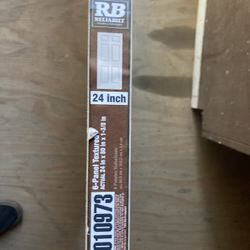 RB
RELIABILT
24 inch
6-Panel Textured
ACTUAL 24 in x 80 in x 1-3/8 in
010973